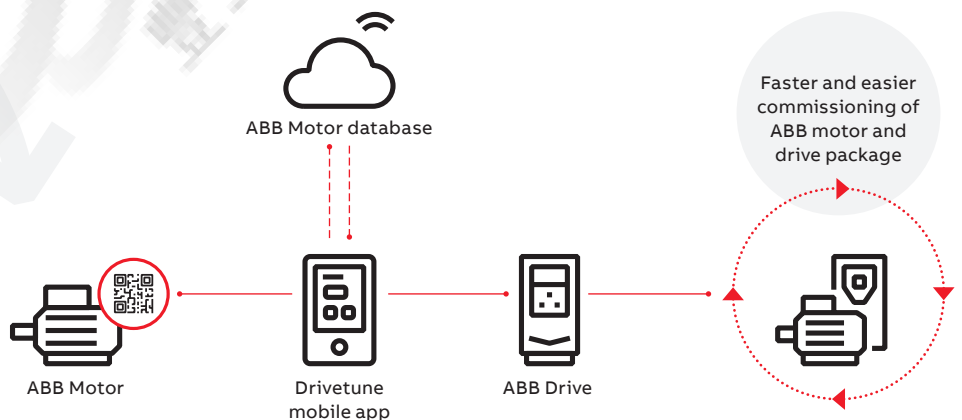 ABB Motor database
Faster and easier
commissioning of
ABB motor and
drive package
ABB Motor
Drivetune
mobile app
ABB Drive